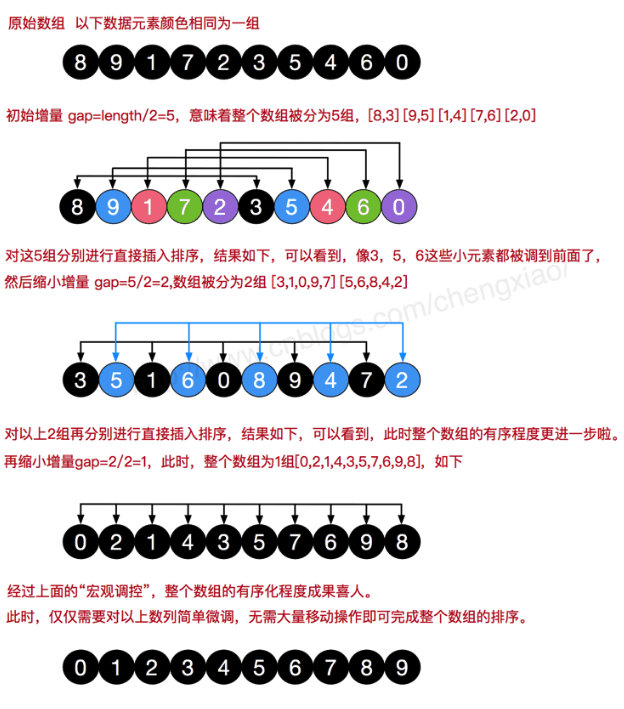 原始数组 以下数据元素颜色相同为一组
8 9 1 7 2 3 5 4 6 0
初始增量 gap=length/2=5，意味着整个数组被分为5组，[8,3][9,5][1,4][7,6][2,0]
8 9 1 7 2 3 5 4 6 0
对这5组分别进行直接插入排序，结果如下，可以看到，像3，5，6这些小元素都被调到前面了，
然后缩小增量 gap=5/2=2,数组被分为2组 [3,1,0,9,7][5,6,8,4,2]
www.cnblogs.com/chengxiao/
3 5 1 6 0 8 9 4 7 2
对以上2组再分别进行直接插入排序，结果如下，可以看到，此时整个数组的有序程度更进一步啦。
再缩小增量gap=2/2=1，此时，整个数组为1组[0,2,1,4,3,5,7,6,9,8]，如下
0 2 1 4 3 5 7 6 9 8
经过上面的“宏观调控”，整个数组的有序化程度成果喜人。
此时，仅仅需要对以上数列简单微调，无需大量移动操作即可完成整个数组的排序。
0 1 2 3 4 5 6 7 8 9